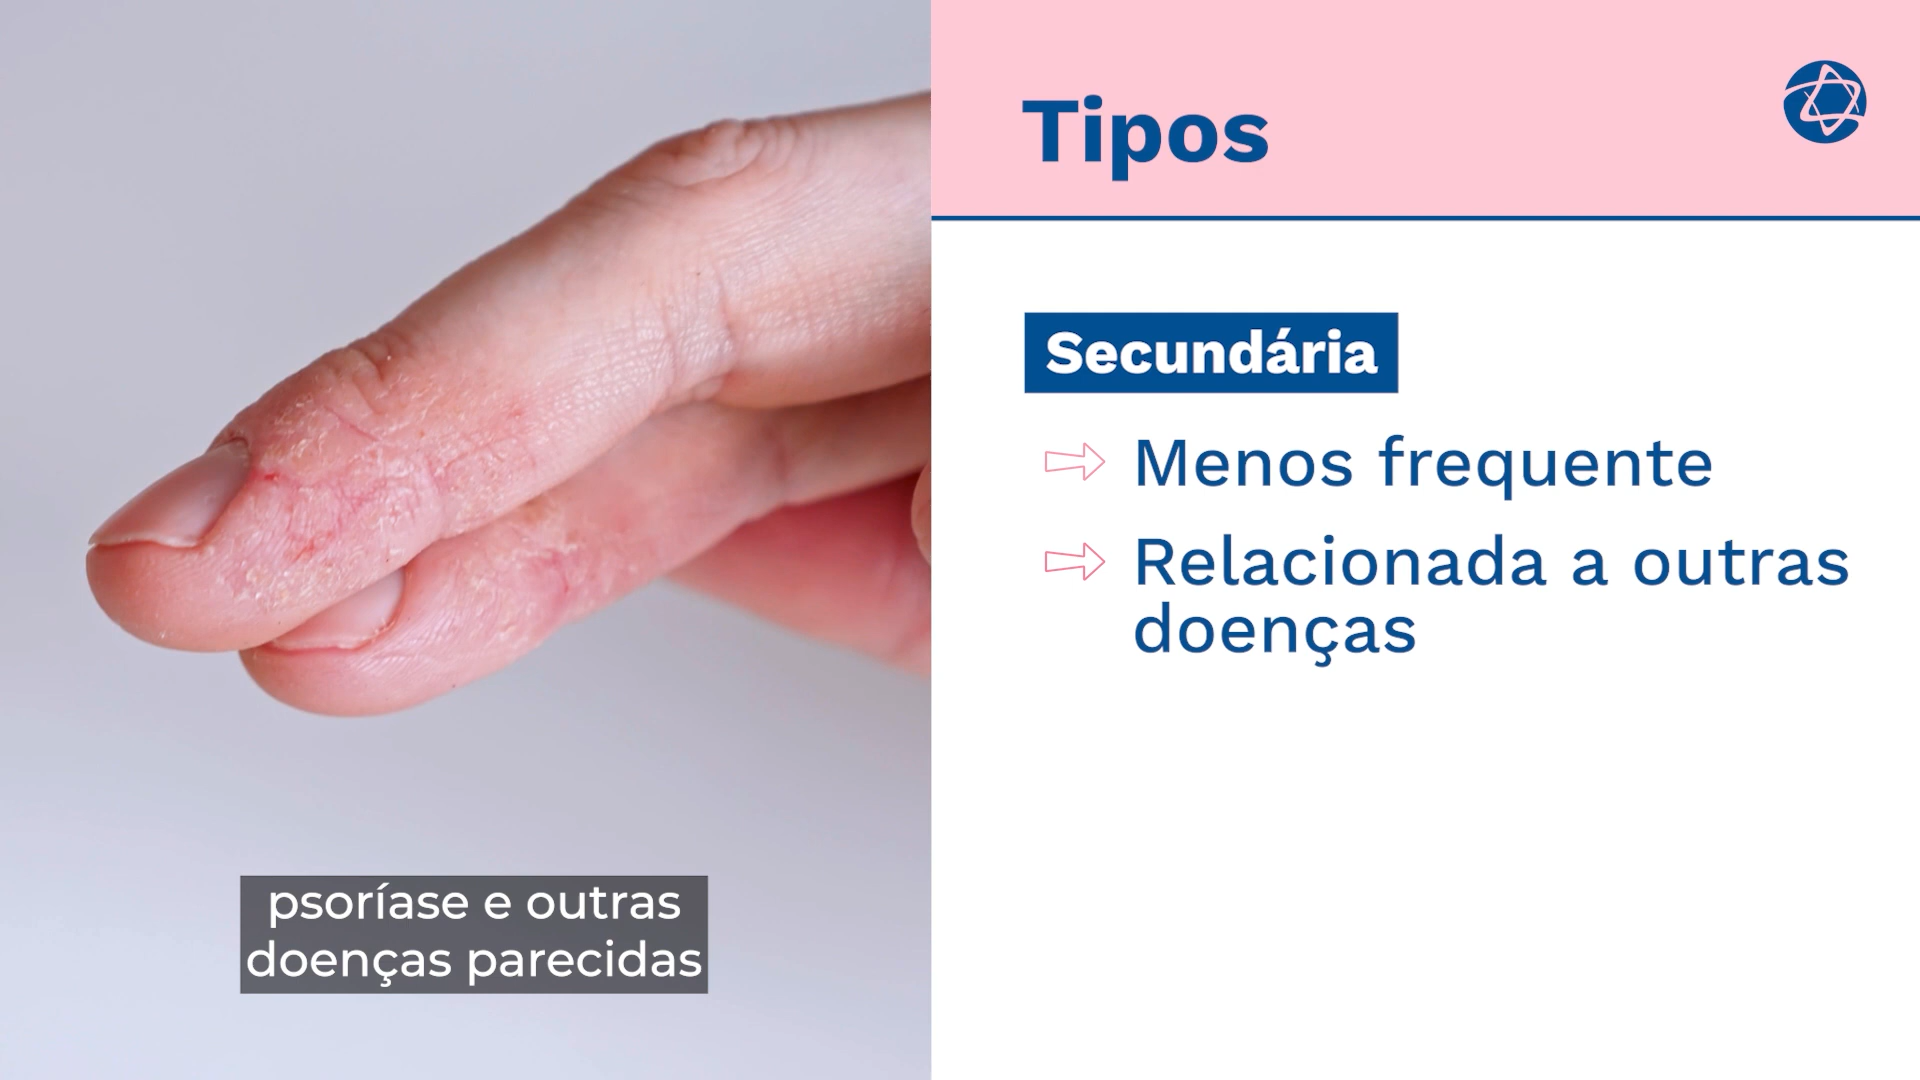 Tipos
Secundária
Menos frequente
Relacionada a outras
doenças
psoríase e outras
doenças parecidas